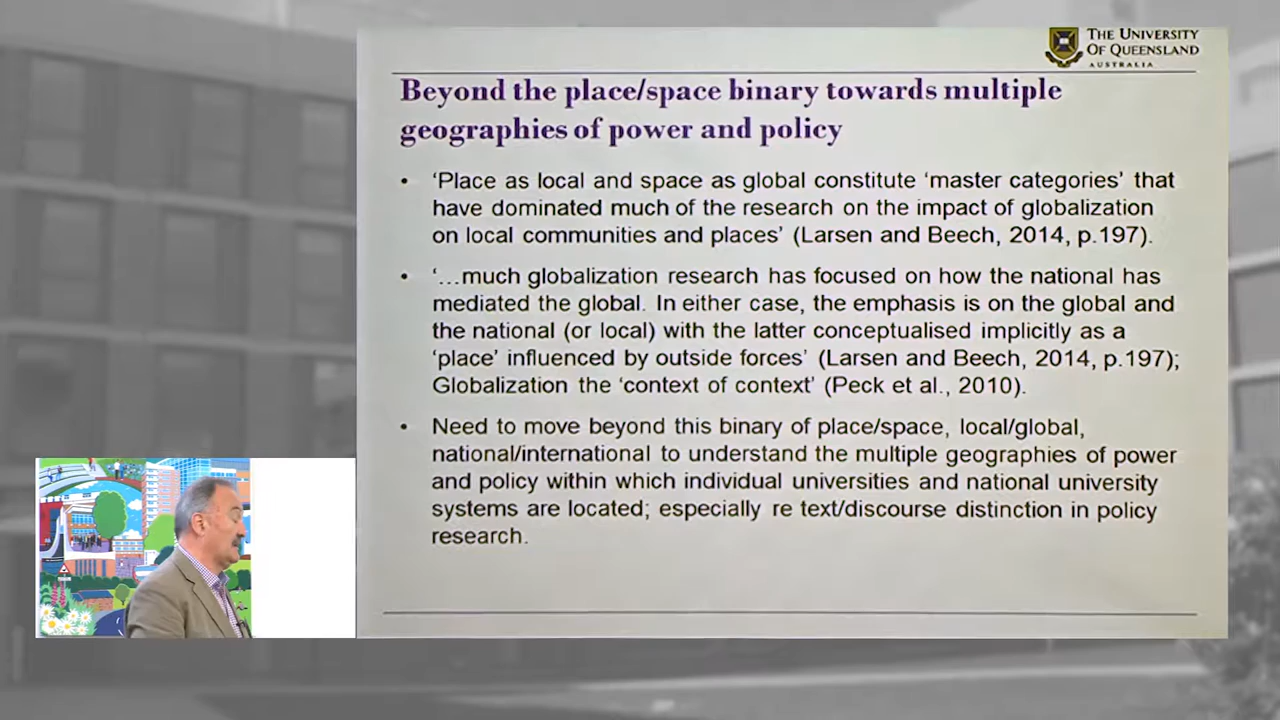 THE UNIVERSITY
OF QUEENSLAND
AUSTRALIA
Beyond the place/space binary towards multiple
geographies of power and policy
• 'Place as local and space as global constitute 'master categories' that
have dominated much of the research on the impact of globalization
on local communities and places' (Larsen and Beech, 2014, p.197).
• '…much globalization research has focused on how the national has
mediated the global. In either case, the emphasis is on the global and
the national (or local) with the latter conceptualised implicitly as a
'place' influenced by outside forces' (Larsen and Beech, 2014, p.197);
Globalization the 'context of context' (Peck et al., 2010).
• Need to move beyond this binary of place/space, local/global,
national/international to understand the multiple geographies of power
and policy within which individual universities and national university
systems are located; especially re text/discourse distinction in policy
research.